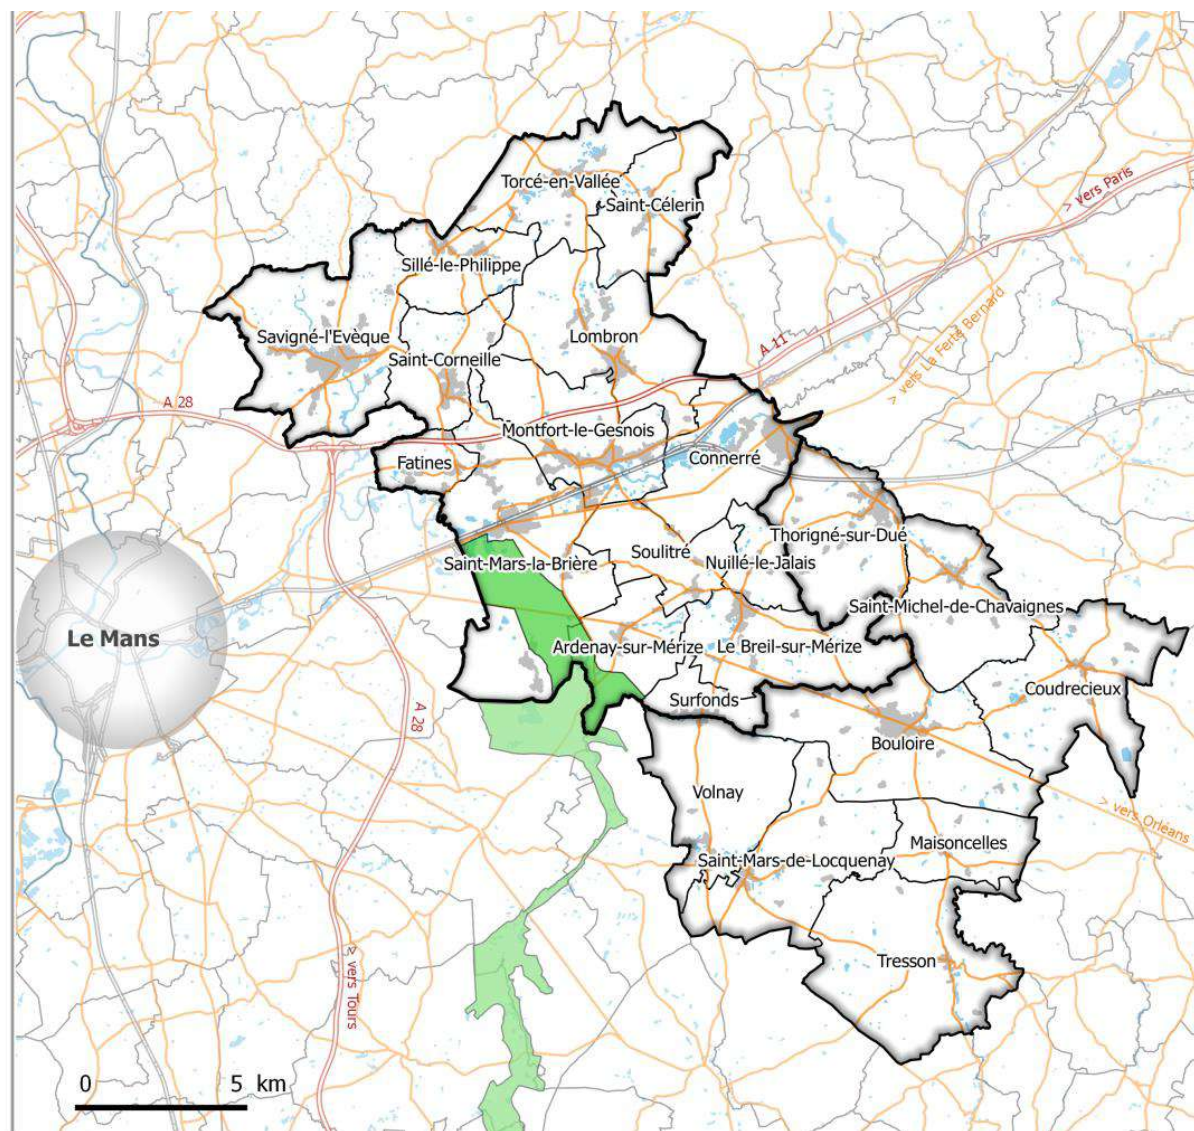 > vers Paris
Torcé-en-Vallée
Saint-Célerin
Sillé-le-Philippe
> vers La Ferté Bernard
Savigné-l'Evèque
Lombron
A 11
Saint-Corneille
A 28
Montfort-le-Gesnois
Fatines
Connerré
Thorigné-sur-Dué
Soulitré
Saint-Mars-la-Brière
Nuillé-le-Jalais
Saint-Michel-de-Chavaignes
Le Mans
Ardenay-sur-Mérize
Le Breil-sur-Mérize
Coudrecieux
Surfonds
A 28
Bouloire
Volnay
> vers Orléans
Maisoncelles
Saint-Mars-de-Locquenay
Tresson
> vers Tours
0 5 km